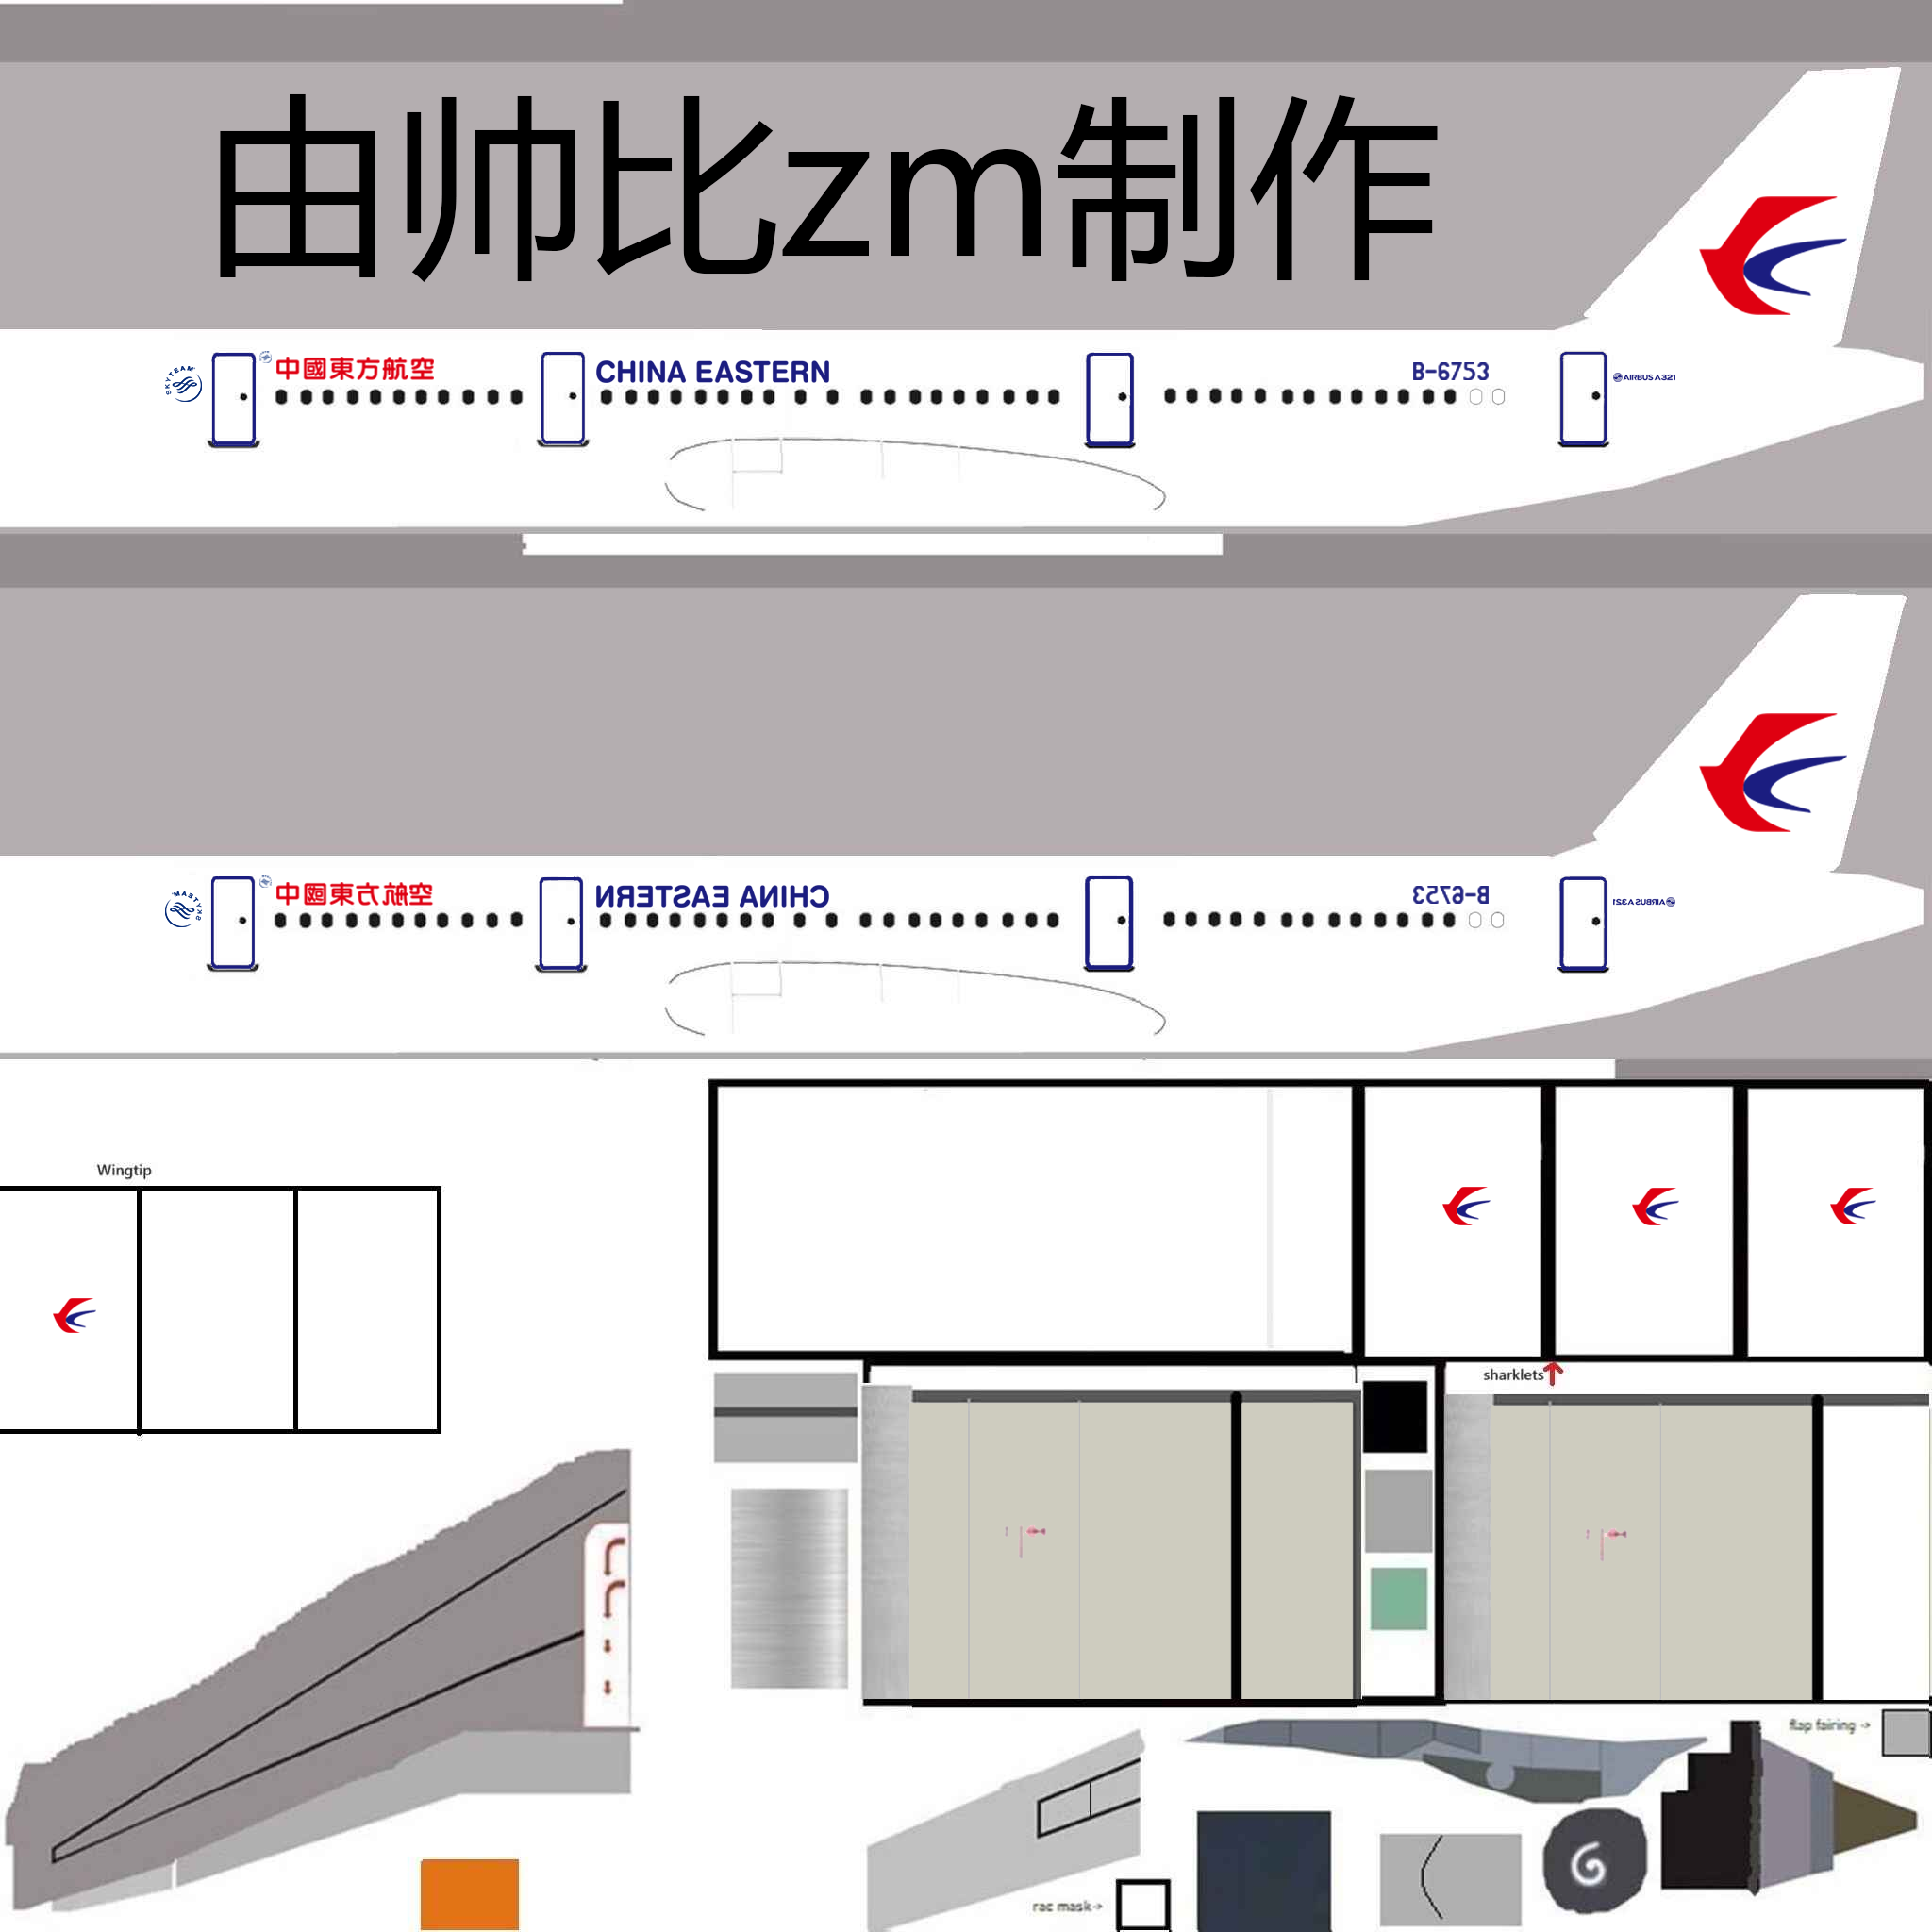 由帅比zm制作
SKYTEAM
中國東方航空
CHINA EASTERN
B-6753
AIRBUS A321
SKYTEAM
中國東方航空
CHINA EASTERN
B-6753
AIRBUS A321
Wingtip
sharklets
flap fairing ->
rac mask->